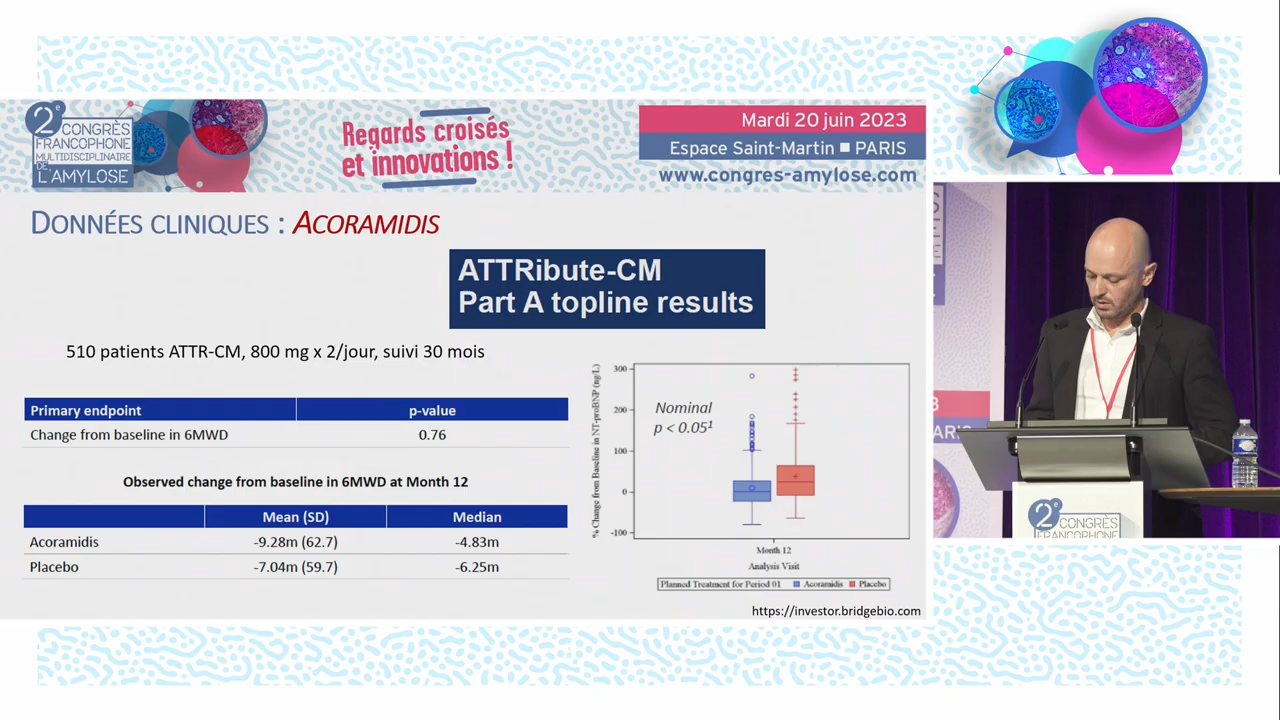 2e CONGRÈS
FRANCOPHONE
MULTIDISCIPLINAIRE
DE
L'AMYLOSE
Regards croisés
et innovations !
Mardi 20 juin 2023
Espace Saint-Martin ■ PARIS
www.congres-amylose.com
DONNÉES CLINIQUES : ACORAMIDIS
ATTRibute-CM
Part A topline results
510 patients ATTR-CM, 800 mg x 2/jour, suivi 30 mois
Primary endpoint p-value
Change from baseline in 6MWD 0.76
Observed change from baseline in 6MWD at Month 12
Mean (SD) Median
Acoramidis -9.28m (62.7) -4.83m
Placebo -7.04m (59.7) -6.25m
% Change from Baseline in NT-proBNP (ng/L)
300
200
100
0
-100
Nominal
p < 0.05¹
Month 12
Analysis Visit
Planned Treatment for Period 01 Acoramidis Placebo
https://investor.bridgebio.com
2e CONGRÈS
FRANCOPHONE